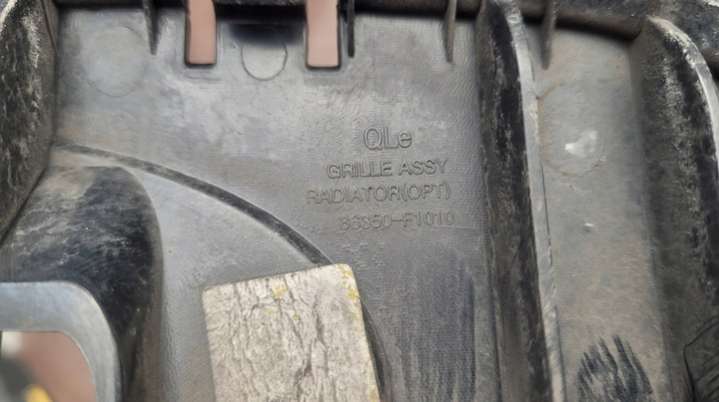 QLe
GRILLE ASSY
RADIATOR(OPT)
86350-F1010